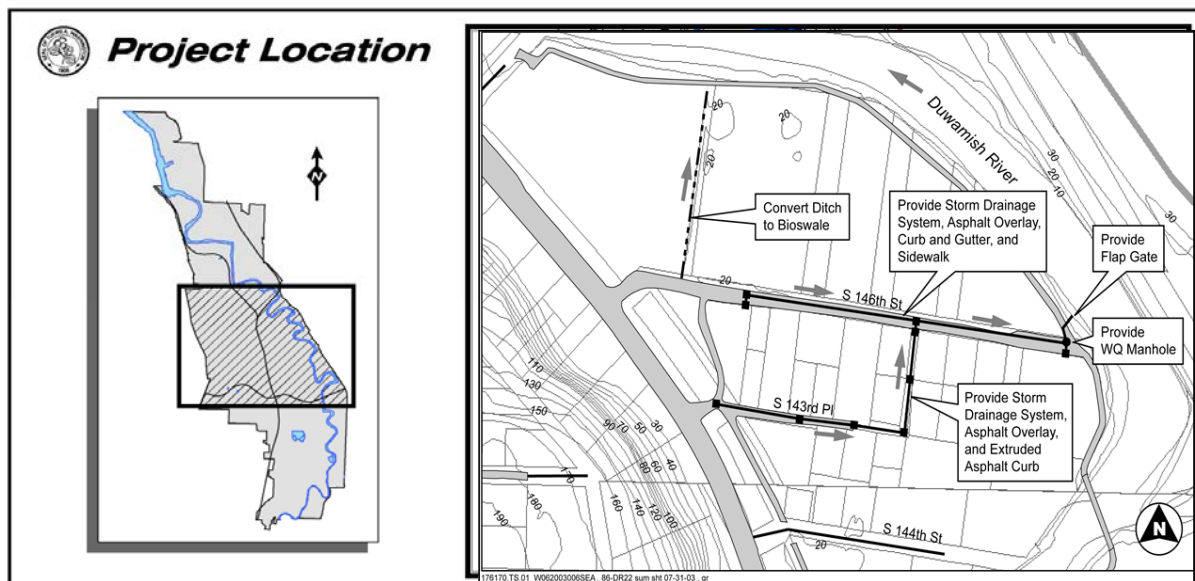 Project Location
N
Duwamish River
30
20
10
30
20
20
20
Convert Ditch
to Bioswale
Provide Storm Drainage
System, Asphalt Overlay,
Curb and Gutter, and
Sidewalk
Provide
Flap Gate
20
S 146th St
Provide
WQ Manhole
110
130
150
90
70
50
30
80
60
40
S 143rd Pl
Provide Storm
Drainage System,
Asphalt Overlay,
and Extruded
Asphalt Curb
170
180
190
160
140
120
100
S 144th St
20
N
176170.TS.01_W062003006SEA . 86-DR22 sum sht 07-31-03 . gr